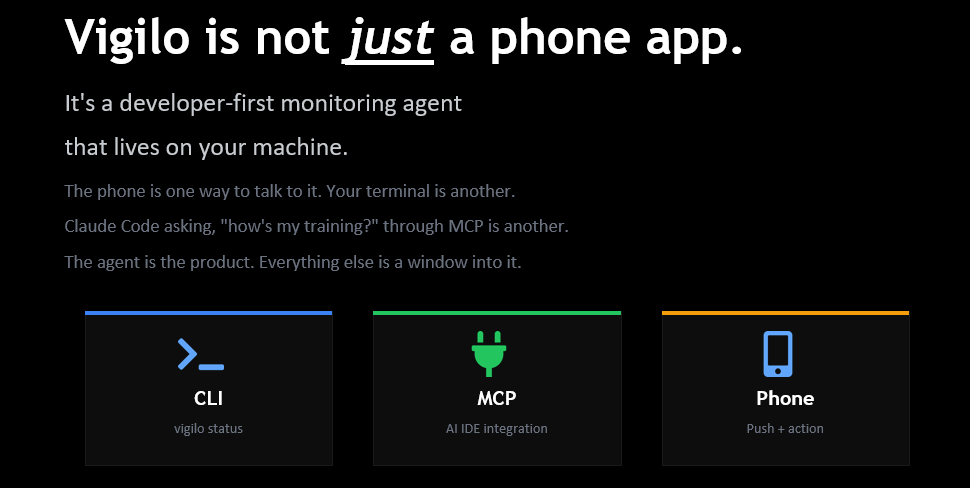 Vigilo is not just a phone app.
It's a developer-first monitoring agent
that lives on your machine.
The phone is one way to talk to it. Your terminal is another.
Claude Code asking, "how's my training?" through MCP is another.
The agent is the product. Everything else is a window into it.
CLI
vigilo status
MCP
AI IDE integration
Phone
Push + action